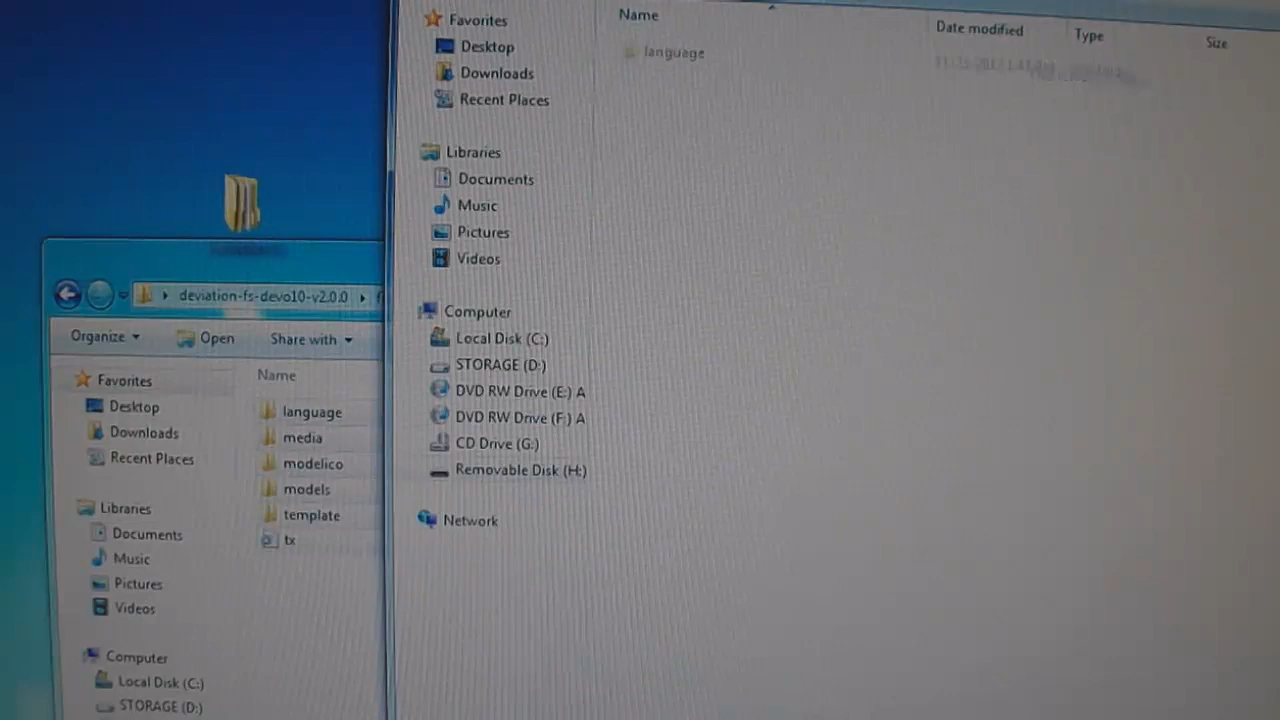 Favorites
Desktop
Downloads
Recent Places
Libraries
Documents
Music
Pictures
Videos
Computer
Local Disk (C:)
STORAGE (D:)
DVD RW Drive (E:) A
DVD RW Drive (F:) A
CD Drive (G:)
Removable Disk (H:)
Network
Name
Date modified
Type
Size
language
deviation-fs-devo10-v2.0.0
Organize
Open
Share with
Favorites
Desktop
Downloads
Recent Places
Libraries
Documents
Music
Pictures
Videos
Computer
Local Disk (C:)
STORAGE (D:)
Name
language
media
modelico
models
template
tx